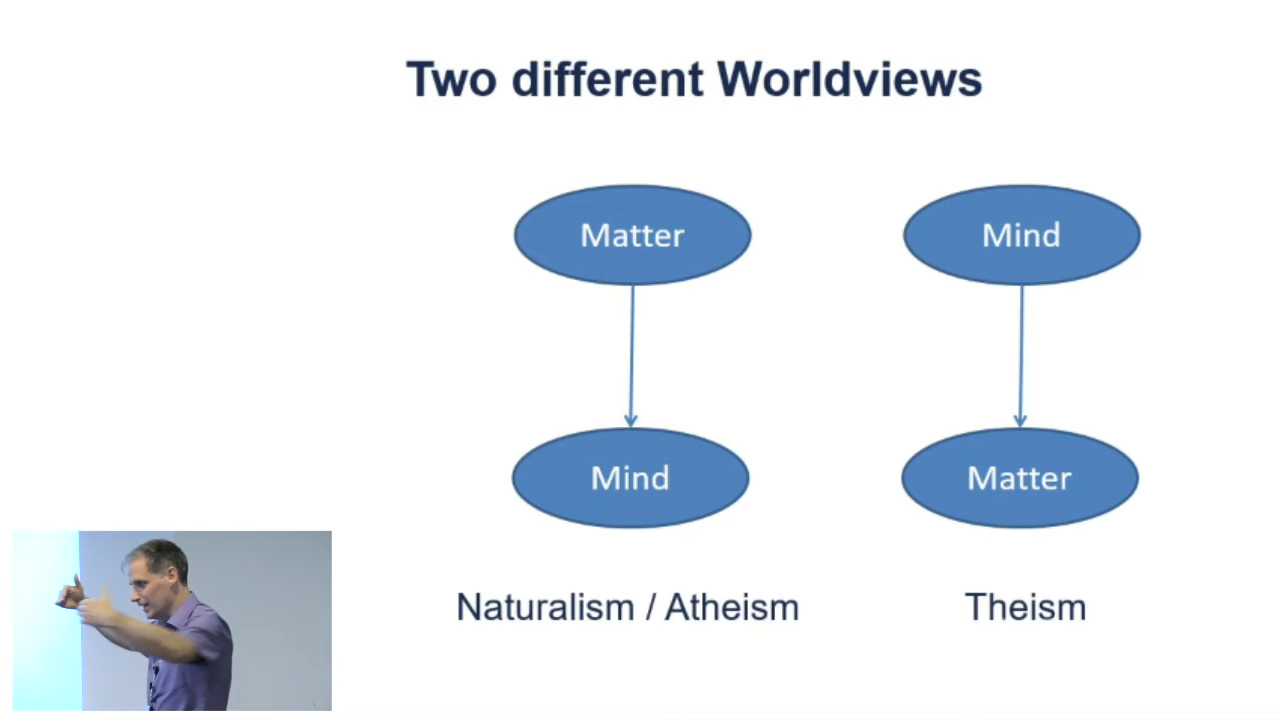 Two different Worldviews
Matter
Mind
Mind
Matter
Naturalism / Atheism
Theism